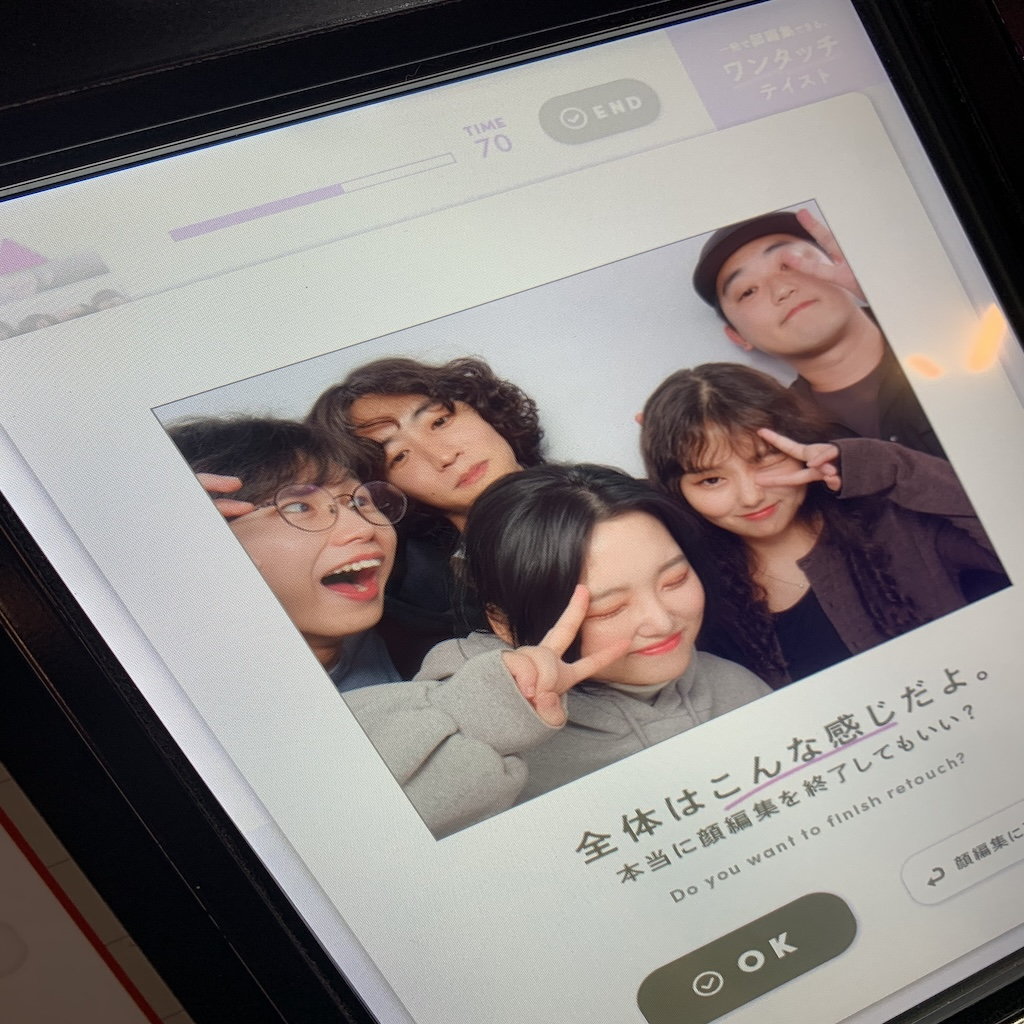 一発で顔編集できる、
ワンタッチ
テイスト
END
TIME
70
全体はこんな感じだよ。
本当に顔編集を終了してもいい？
Do you want to finish retouch?
顔編集に
OK